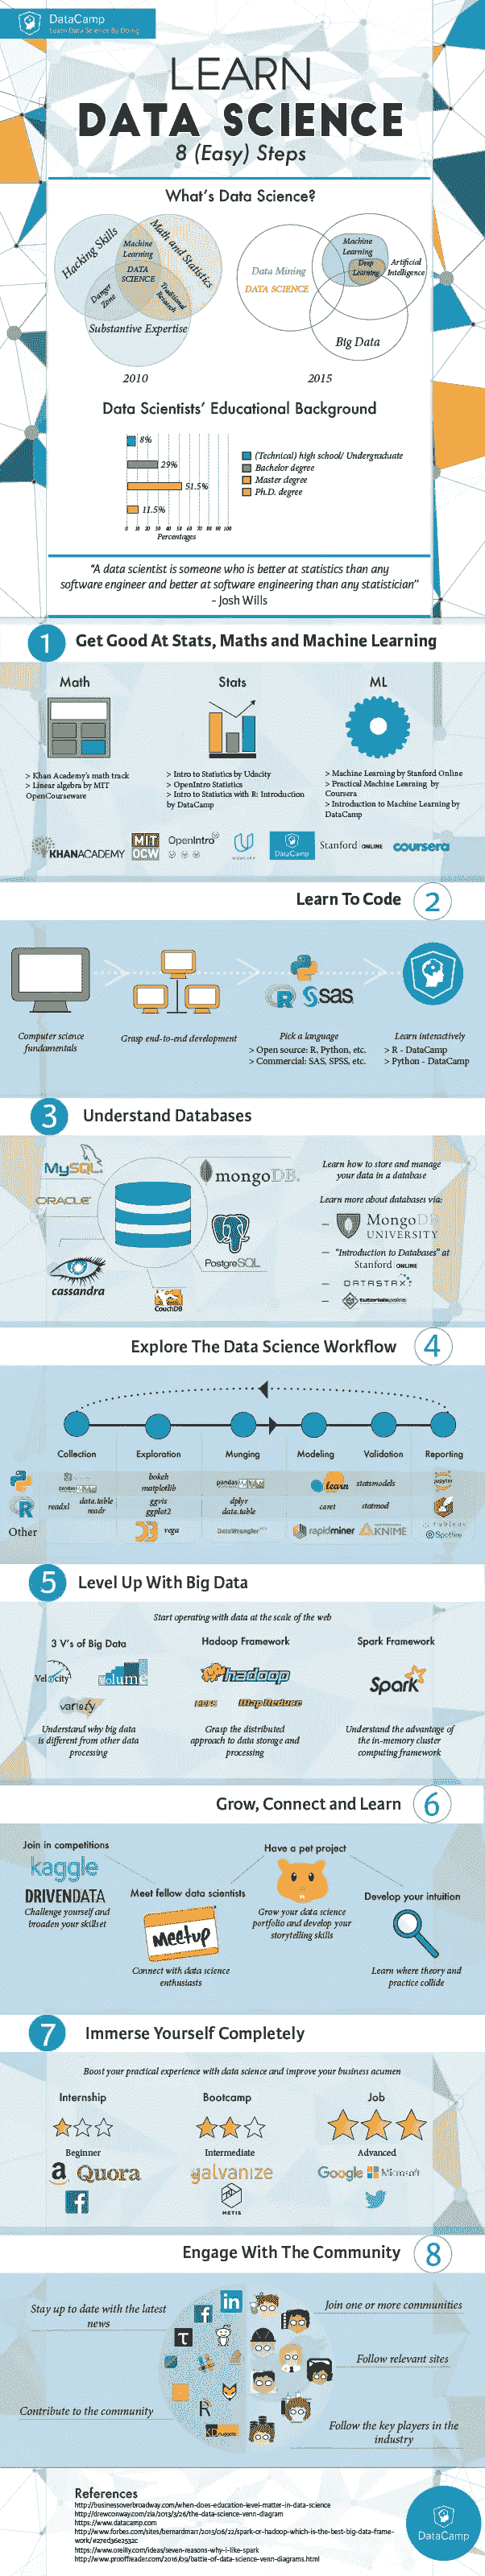 DataCamp
Learn Data Science By Doing
LEARN
DATA SCIENCE
8 (Easy) Steps
What's Data Science?
Hacking Skills
Math and Statistics
Machine
Learning
DATA
SCIENCE
Danger
Zone
Traditional
Research
Substantive Expertise
2010
Data Mining
DATA SCIENCE
Machine
Learning
Deep
Learning
Artificial
Intelligence
Big Data
2015
Data Scientists' Educational Background
8%
29%
51.5%
11.5%
0 10 20 30 40 50 60 70 80 90 100
Percentages
(Technical) high school/ Undergraduate
Bachelor degree
Master degree
Ph.D. degree
"A data scientist is someone who is better at statistics than any
software engineer and better at software engineering than any statistician"
- Josh Wills
1 Get Good At Stats, Maths and Machine Learning
Math
> Khan Academy's math track
> Linear algebra by MIT
OpenCourseware
Stats
> Intro to Statistics by Udacity
> OpenIntro Statistics
> Intro to Statistics with R: Introduction
by DataCamp
ML
> Machine Learning by Stanford Online
> Practical Machine Learning by
Coursera
> Introduction to Machine Learning by
DataCamp
KHANACADEMY
MIT
OCW
OpenIntro
UDACITY
DataCamp
Stanford ONLINE
coursera
Learn To Code 2
Computer science
fundamentals
Grasp end-to-end development
R
sas
Pick a language
> Open source: R, Python, etc.
> Commercial: SAS, SPSS, etc.
Learn interactively
> R - DataCamp
> Python - DataCamp
3 Understand Databases
MySQL
ORACLE
cassandra
mongoDB.
PostgreSQL
CouchDB
Learn how to store and manage
your data in a database
Learn more about databases via:
MongoDB
UNIVERSITY
"Introduction to Databases" at
Stanford ONLINE
DATASTAX
tutorialspoint
Explore The Data Science Workflow 4
Collection
Exploration
Munging
Modeling
Validation
Reporting
pandas
bokeh
matplotlib
pandas
learn
statsmodels
jupyter
R
readxl
data.table
readr
ggvis
ggplot2
dplyr
data.table
caret
statmod
Other
vega
DataWrangler
rapidminer
KNIME
tableau
Spotfire
5 Level Up With Big Data
Start operating with data at the scale of the web
3 V's of Big Data
Velocity
Volume
variety
Understand why big data
is different from other data
processing
Hadoop Framework
hadoop
HDFS
Map Reduce
Grasp the distributed
approach to data storage and
processing
Spark Framework
Spark
Understand the advantage of
the in-memory cluster
computing framework
Grow, Connect and Learn 6
Join in competitions
kaggle
DRIVENDATA
Challenge yourself and
broaden your skillset
Meet fellow data scientists
Meetup
Connect with data science
enthusiasts
Have a pet project
Grow your data science
portfolio and develop your
storytelling skills
Develop your intuition
Learn where theory and
practice collide
7 Immerse Yourself Completely
Boost your practical experience with data science and improve your business acumen
Internship
Beginner
a Quora
Bootcamp
Intermediate
galvanize
METIS
Job
Advanced
Google Microsoft
Engage With The Community 8
Stay up to date with the latest
news
Contribute to the community
in
R
KDnuggets
Join one or more communities
Follow relevant sites
Follow the key players in the
industry
References
http://businessoverbroadway.com/when-does-education-level-matter-in-data-science
http://drewconway.com/zia/2013/3/26/the-data-science-venn-diagram
https://www.datacamp.com
http://www.forbes.com/sites/bernardmarr/2015/06/22/spark-or-hadoop-which-is-the-best-big-data-frame-
work/#27ed36e2532c
https://www.oreilly.com/ideas/seven-reasons-why-i-like-spark
http://www.prooffreader.com/2016/09/battle-of-data-science-venn-diagrams.html
DataCamp